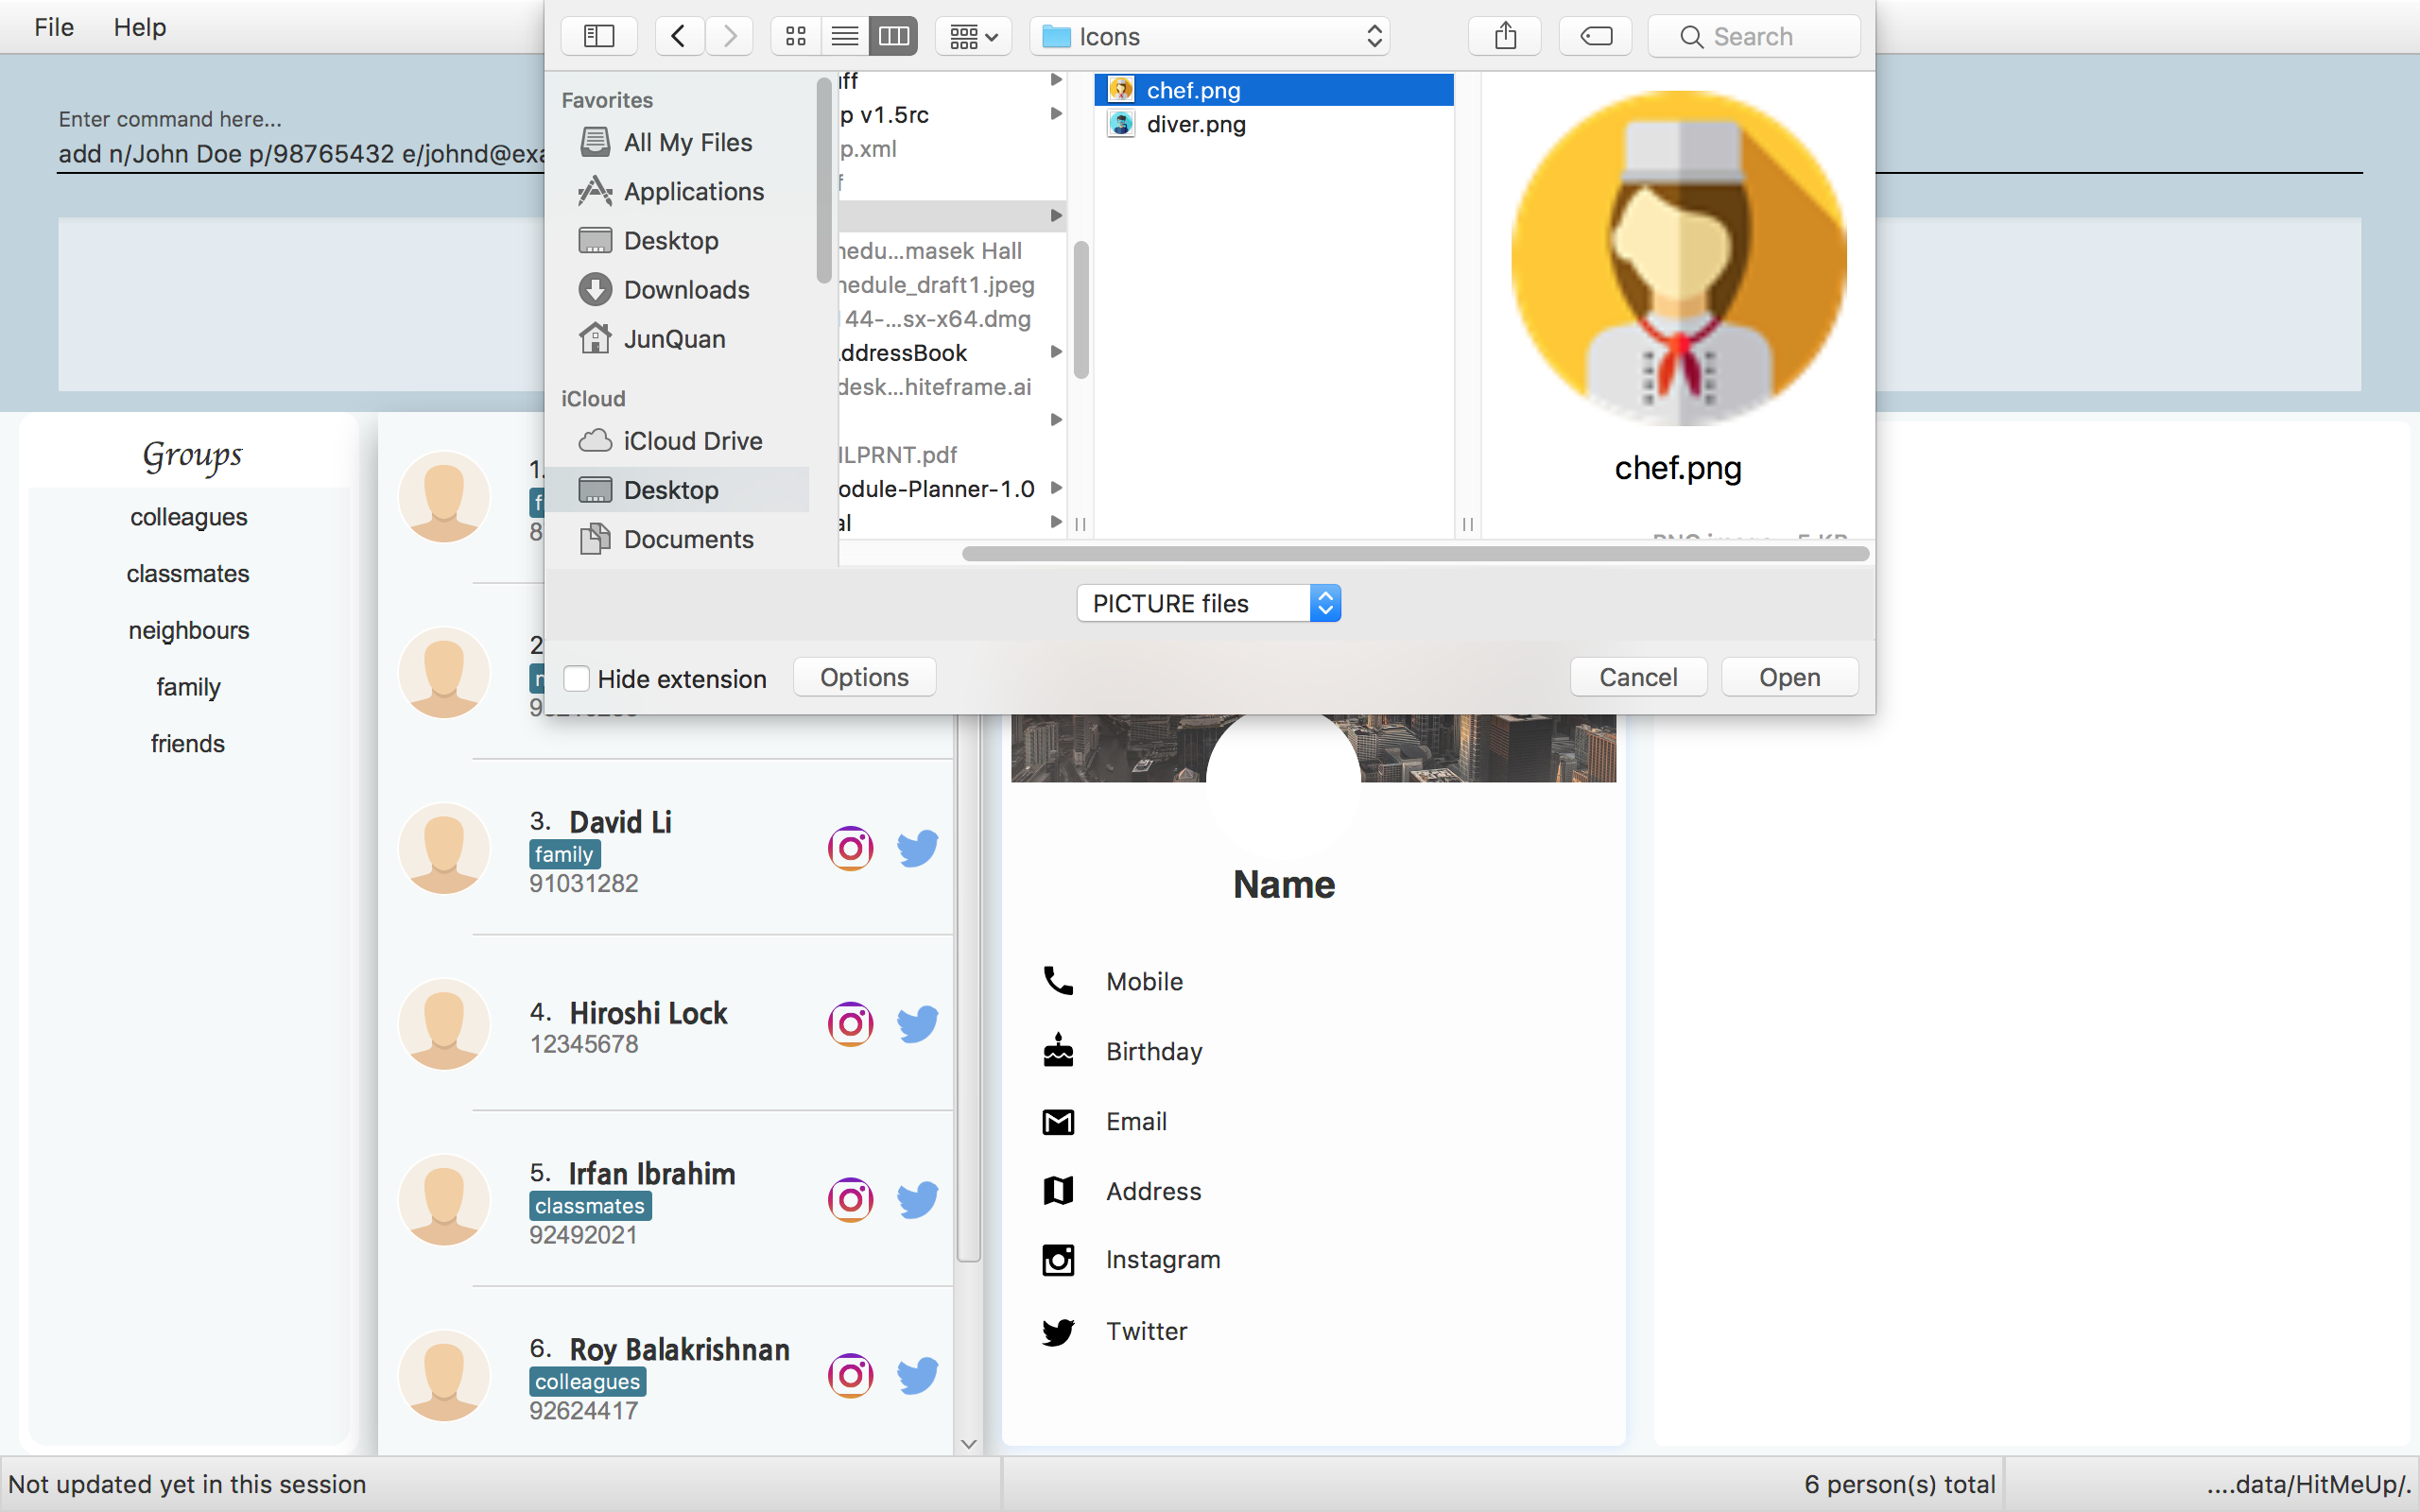 File Help
Icons
Search
Enter command here...
add n/John Doe p/98765432 e/johnd@exa
Favorites
All My Files
Applications
Desktop
Downloads
JunQuan
iCloud
iCloud Drive
Desktop
Documents
p v1.5rc
p.xml
nedu...masek Hall
nedule_draft1.jpeg
144-...sx-x64.dmg
ddressBook
desk...hiteframe.ai
ILPRNT.pdf
odule-Planner-1.0
al
chef.png
diver.png
chef.png
PICTURE files
Hide extension
Options
Cancel
Open
Groups
colleagues
classmates
neighbours
family
friends
1.
f
8
2
n
9
3. David Li
family
91031282
4. Hiroshi Lock
12345678
5. Irfan Ibrahim
classmates
92492021
6. Roy Balakrishnan
colleagues
92624417
Name
Mobile
Birthday
Email
Address
Instagram
Twitter
Not updated yet in this session
6 person(s) total
....data/HitMeUp/.